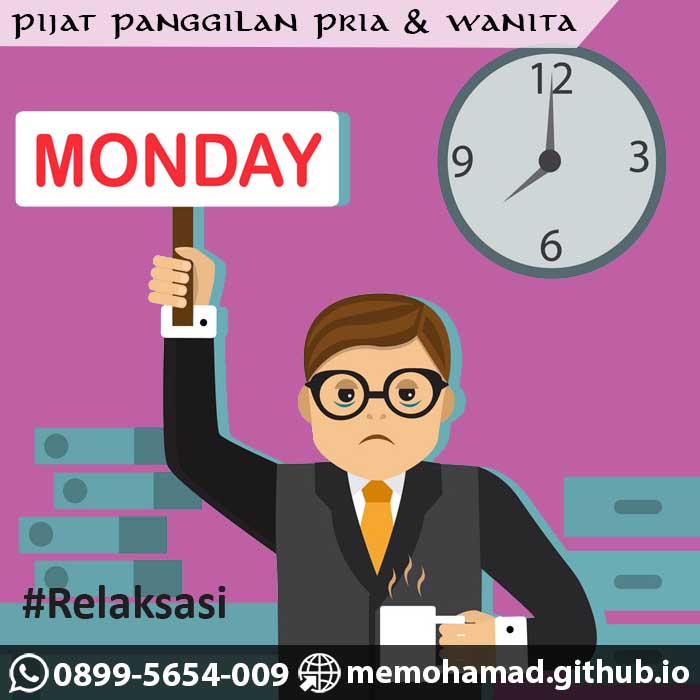 PIJAT PANGGILAN PRIA & WANITA
MONDAY
12
9
3
6
#Relaksasi
0899-5654-009 memohamad.github.io